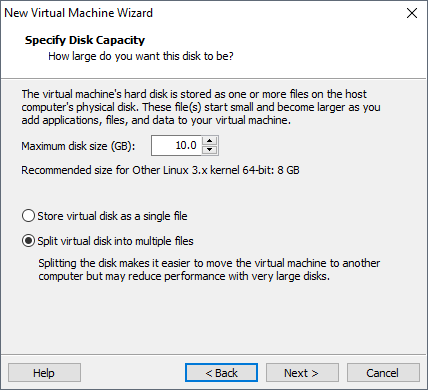 New Virtual Machine Wizard
Specify Disk Capacity
How large do you want this disk to be?
The virtual machine's hard disk is stored as one or more files on the host
computer's physical disk. These file(s) start small and become larger as you
add applications, files, and data to your virtual machine.
Maximum disk size (GB): 10.0
Recommended size for Other Linux 3.x kernel 64-bit: 8 GB
Store virtual disk as a single file
Split virtual disk into multiple files
Splitting the disk makes it easier to move the virtual machine to another
computer but may reduce performance with very large disks.
Help < Back Next > Cancel